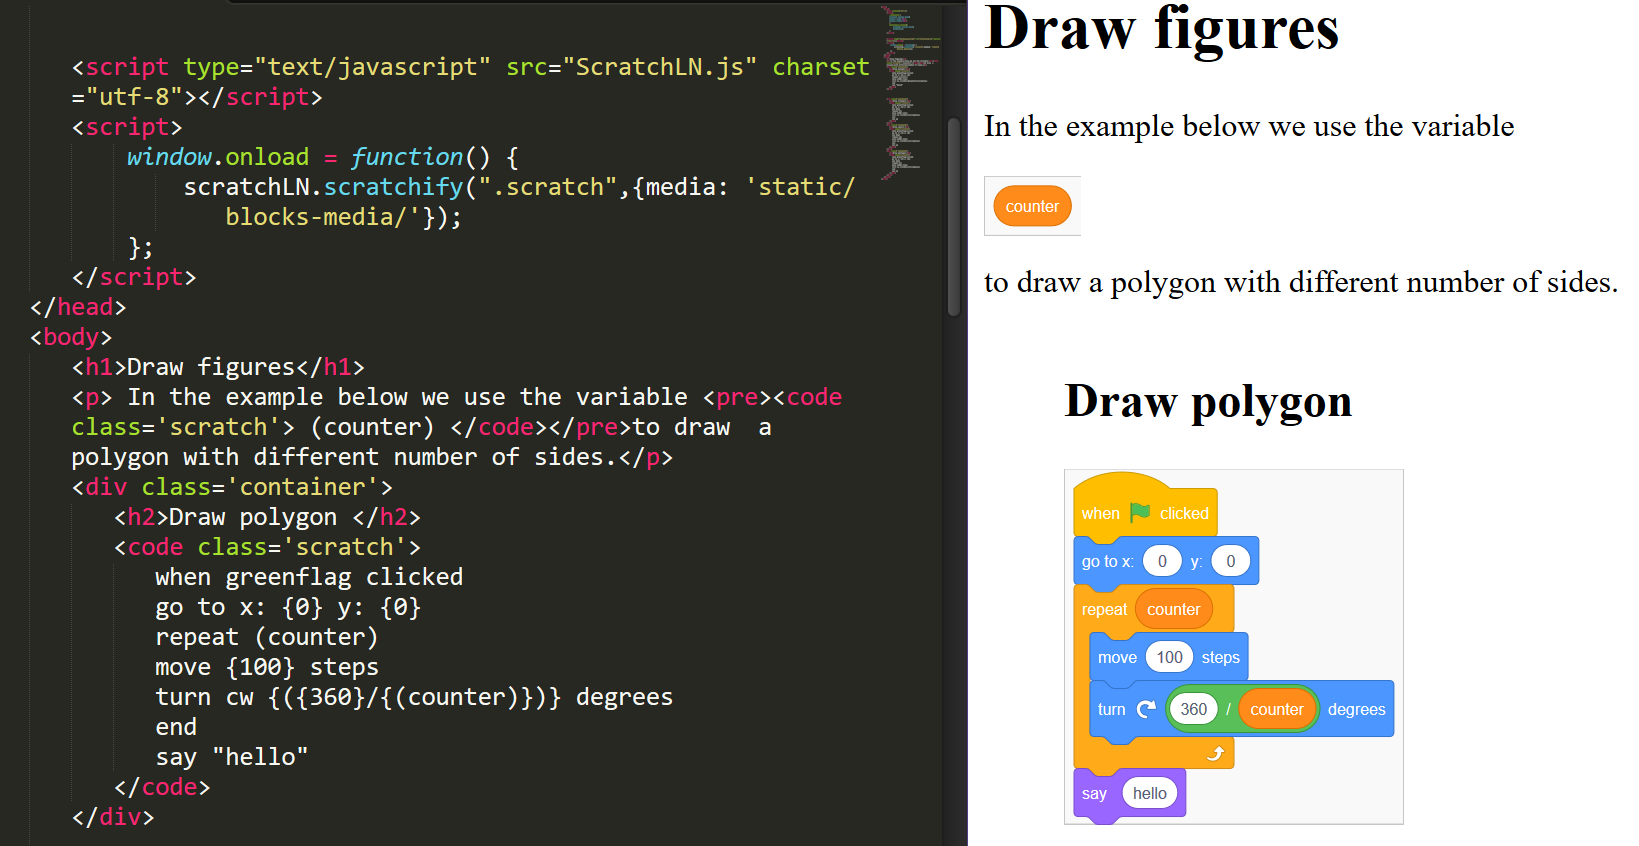 <script type="text/javascript" src="ScratchLN.js" charset
="utf-8"></script>
<script>
window.onload = function() {
scratchLN.scratchify(".scratch",{media: 'static/
blocks-media/'});
};
</script>
</head>
<body>
<h1>Draw figures</h1>
<p> In the example below we use the variable <pre><code
class='scratch'> (counter) </code></pre>to draw  a
polygon with different number of sides.</p>
<div class='container'>
<h2>Draw polygon </h2>
<code class='scratch'>
when greenflag clicked
go to x: {0} y: {0}
repeat (counter)
move {100} steps
turn cw {({360}/{(counter)})} degrees
end
say "hello"
</code>
</div>
Draw figures
In the example below we use the variable
counter
to draw a polygon with different number of sides.
Draw polygon
when clicked
go to x: 0 y: 0
repeat counter
move 100 steps
turn 360 / counter degrees
say hello